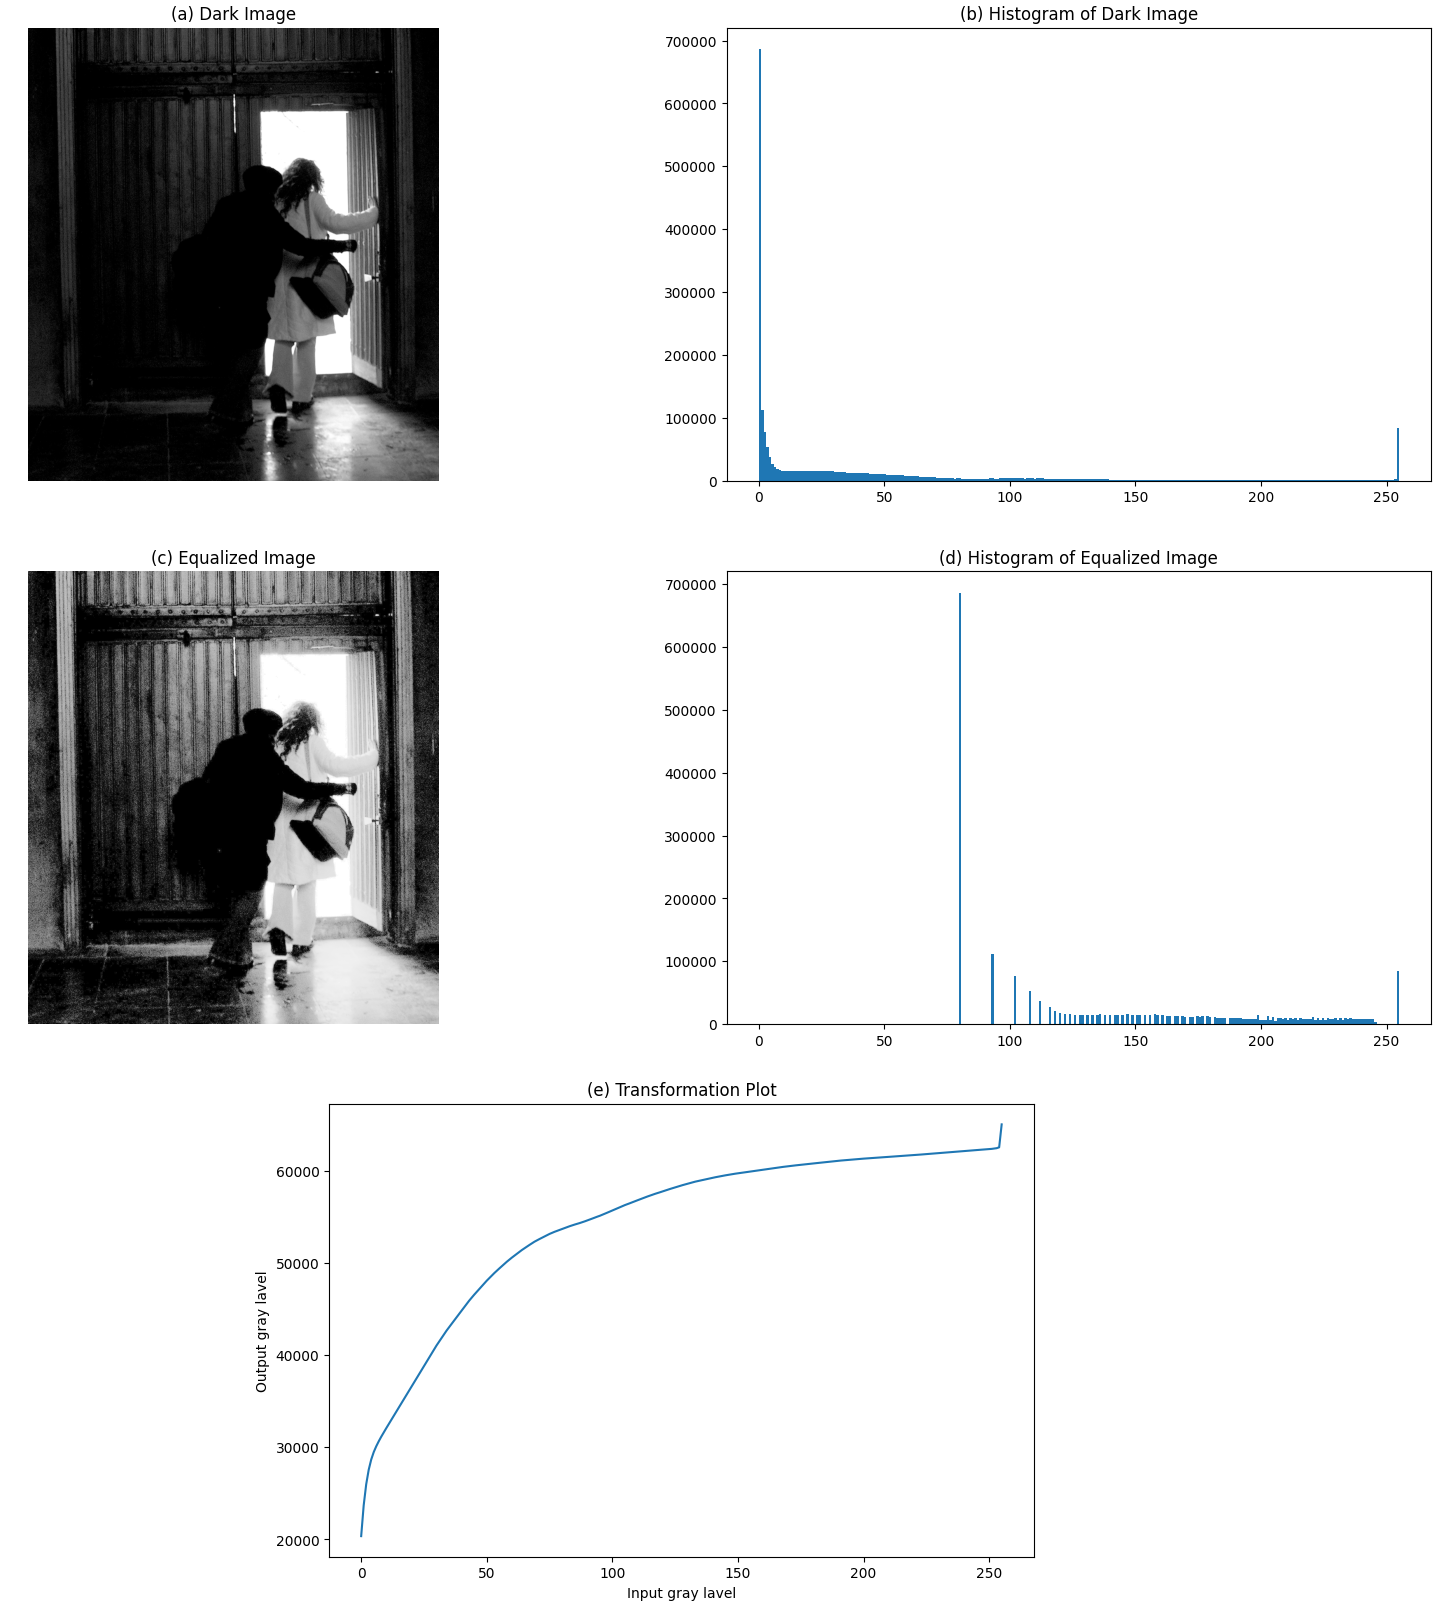 (a) Dark Image
(b) Histogram of Dark Image
700000
600000
500000
400000
300000
200000
100000
0
0 50 100 150 200 250
(c) Equalized Image
(d) Histogram of Equalized Image
700000
600000
500000
400000
300000
200000
100000
0
0 50 100 150 200 250
(e) Transformation Plot
Output gray lavel
60000
50000
40000
30000
20000
0 50 100 150 200 250
Input gray lavel